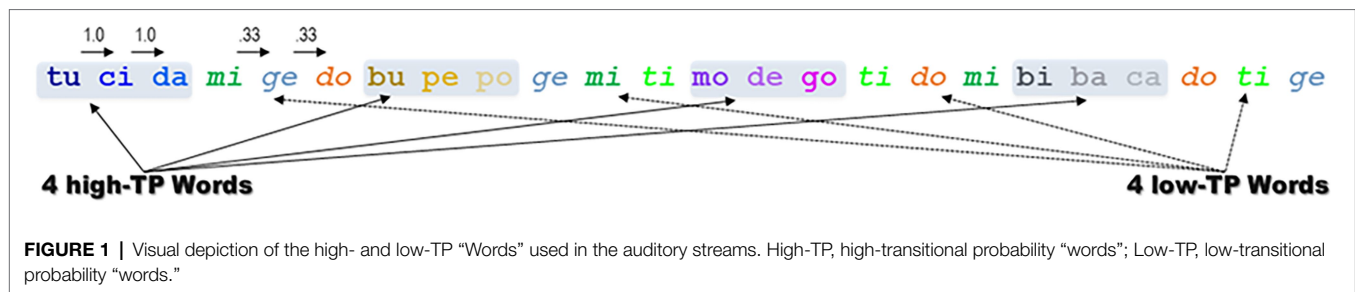 1.0 1.0 .33 .33
tu ci da mi ge do bu pe po ge mi ti mo de go ti do mi bi ba ca do ti ge
4 high-TP Words 4 low-TP Words
FIGURE 1 | Visual depiction of the high- and low-TP “Words” used in the auditory streams. High-TP, high-transitional probability “words”; Low-TP, low-transitional
probability “words.”